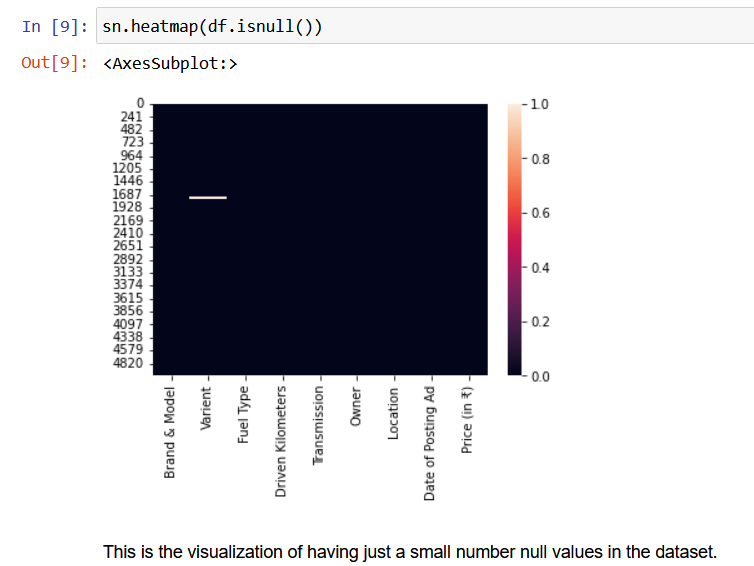 In [9]: sn.heatmap(df.isnull())
Out[9]: <AxesSubplot:>
0
241
482
723
964
1205
1446
1687
1928
2169
2410
2651
2892
3133
3374
3615
3856
4097
4338
4579
4820
1.0
0.8
0.6
0.4
0.2
0.0
Brand & Model
Varient
Fuel Type
Driven Kilometers
Transmission
Owner
Location
Date of Posting Ad
Price (in ₹)
This is the visualization of having just a small number null values in the dataset.